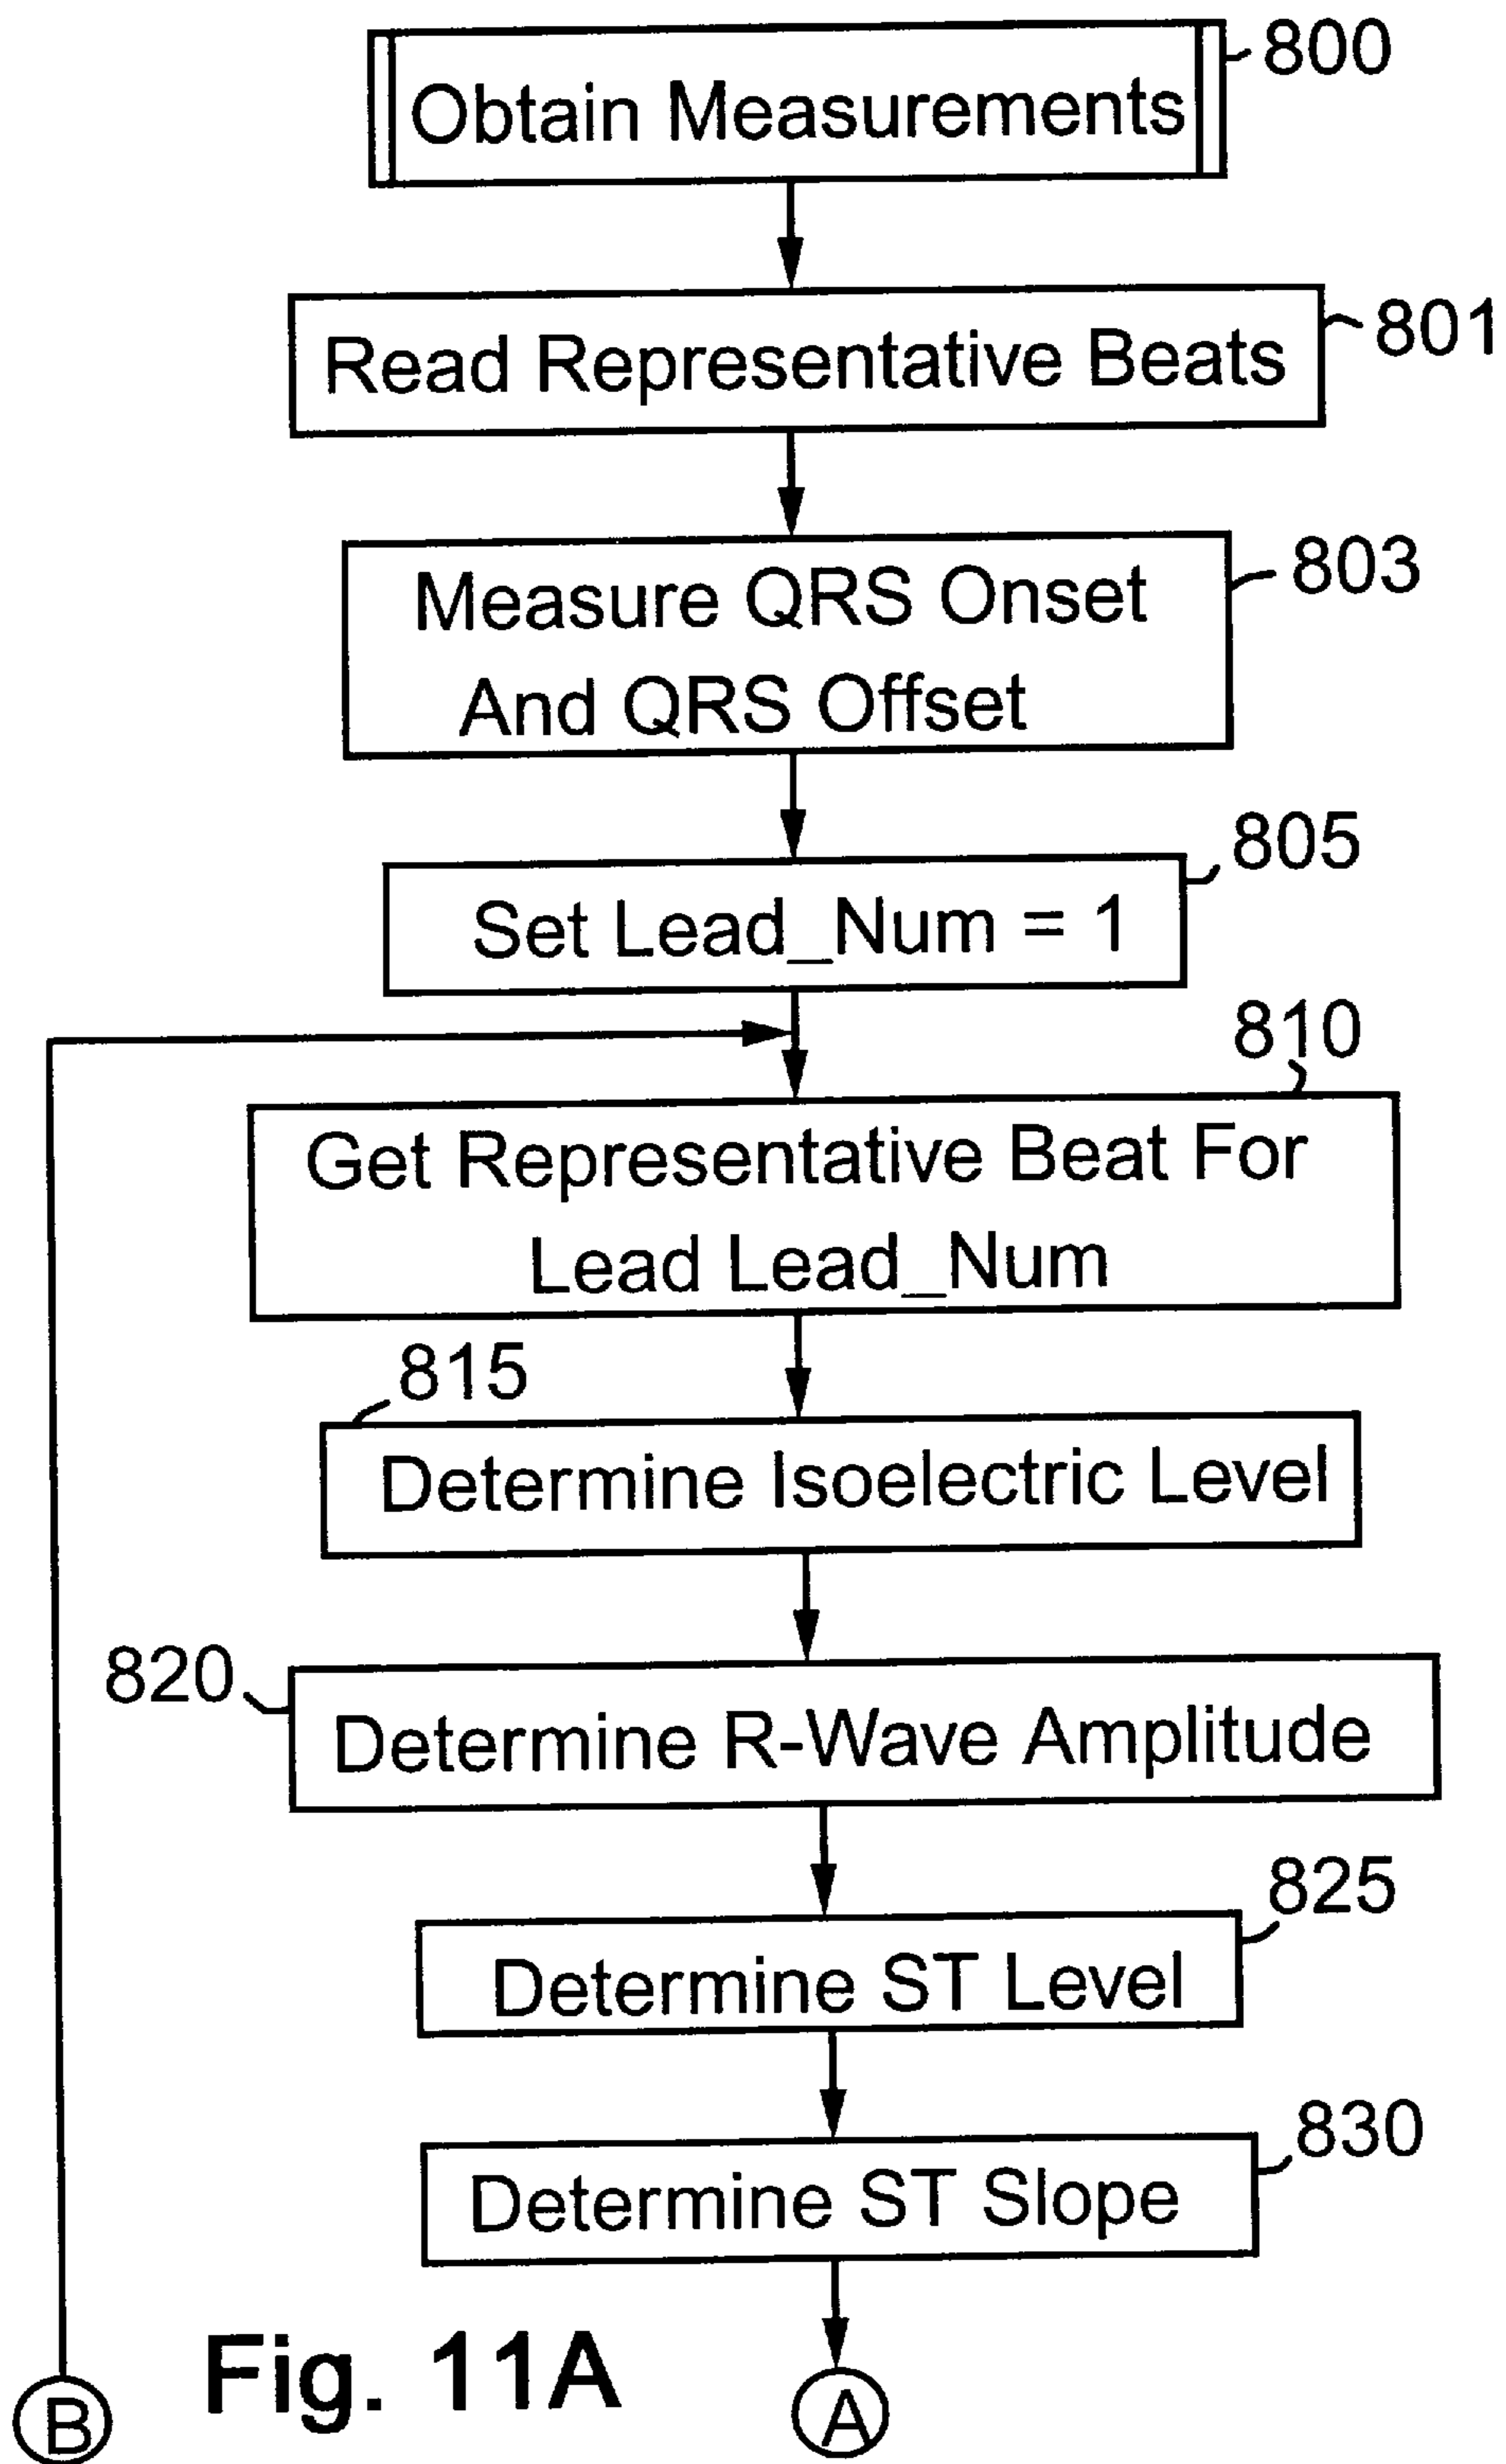 800
Obtain Measurements
801
Read Representative Beats
803
Measure QRS Onset
And QRS Offset
805
Set Lead_Num = 1
810
Get Representative Beat For
Lead Lead_Num
815
Determine Isoelectric Level
820
Determine R-Wave Amplitude
825
Determine ST Level
830
Determine ST Slope
Fig. 11A
B
A